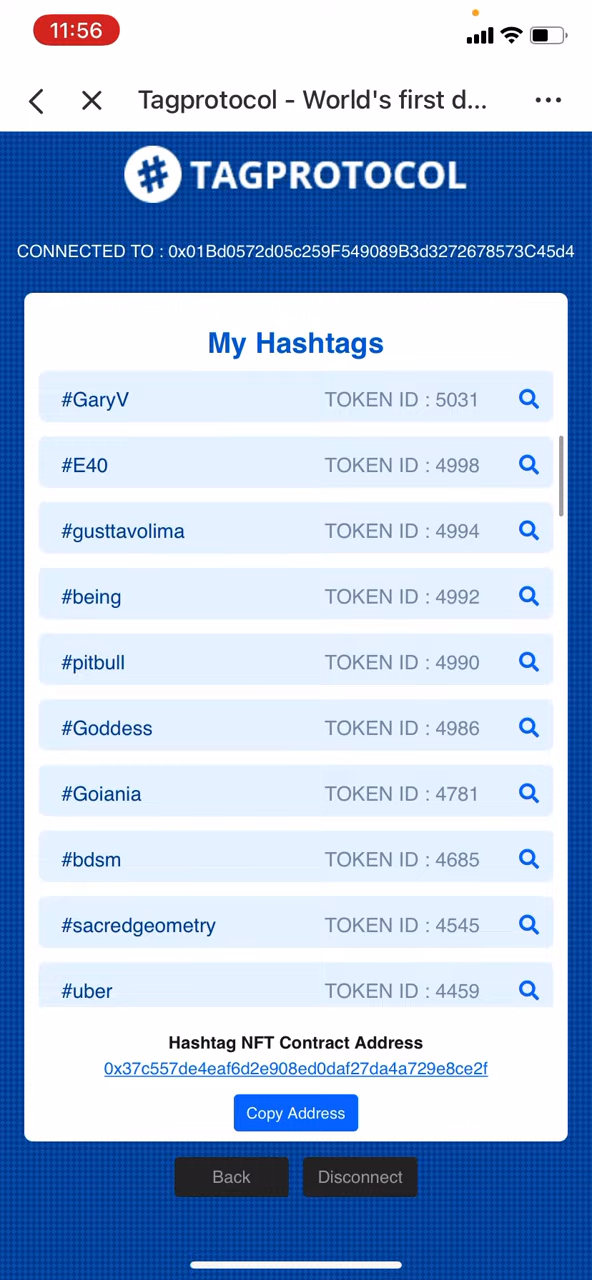 11:56
Tagprotocol - World's first d...
# TAGPROTOCOL
CONNECTED TO : 0x01Bd0572d05c259F549089B3d3272678573C45d4
My Hashtags
#GaryV TOKEN ID : 5031
#E40 TOKEN ID : 4998
#gusttavolima TOKEN ID : 4994
#being TOKEN ID : 4992
#pitbull TOKEN ID : 4990
#Goddess TOKEN ID : 4986
#Goiania TOKEN ID : 4781
#bdsm TOKEN ID : 4685
#sacredgeometry TOKEN ID : 4545
#uber TOKEN ID : 4459
Hashtag NFT Contract Address
0x37c557de4eaf6d2e908ed0daf27da4a729e8ce2f
Copy Address
Back Disconnect